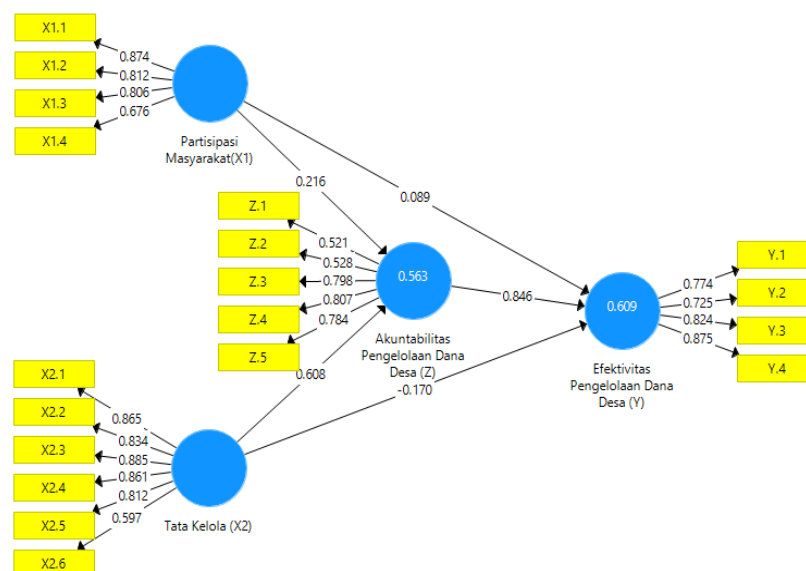 X1.1
X1.2
X1.3
X1.4
0.874
0.812
0.806
0.676
Partisipasi
Masyarakat(X1)
0.216
0.089
Z.1
Z.2
Z.3
Z.4
Z.5
0.521
0.528
0.798
0.807
0.784
0.563
Akuntabilitas
Pengelolaan Dana
Desa (Z)
0.846
0.608
-0.170
0.609
Efektivitas
Pengelolaan Dana
Desa (Y)
0.774
0.725
0.824
0.875
Y.1
Y.2
Y.3
Y.4
X2.1
X2.2
X2.3
X2.4
X2.5
X2.6
0.865
0.834
0.885
0.861
0.812
0.597
Tata Kelola (X2)